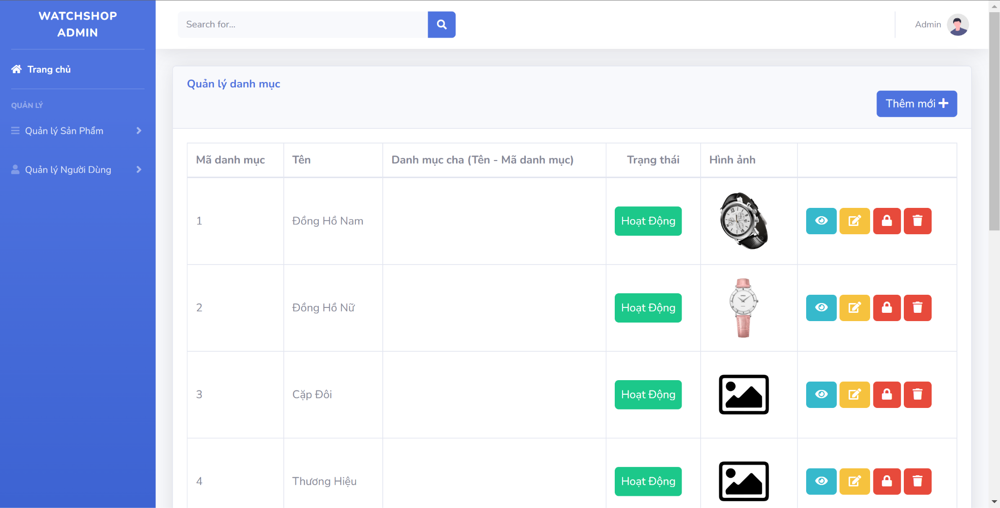 WATCHSHOP
ADMIN
Search for...
Admin
Trang chủ
QUẢN LÝ
Quản lý Sản Phẩm
Quản lý Người Dùng
Quản lý danh mục
Thêm mới
Mã danh mục Tên Danh mục cha (Tên - Mã danh mục) Trạng thái Hình ảnh
1 Đồng Hồ Nam Hoạt Động
2 Đồng Hồ Nữ Hoạt Động
3 Cặp Đôi Hoạt Động
4 Thương Hiệu Hoạt Động